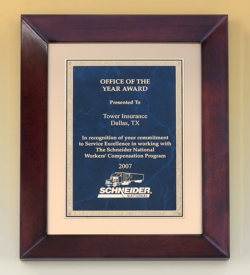 OFFICE OF THE
YEAR AWARD
Presented To
Tower Insurance
Dallas, TX
In recognition of your commitment
to Service Excellence in working with
The Schneider National
Workers' Compensation Program
2007
SCHNEIDER
NATIONAL